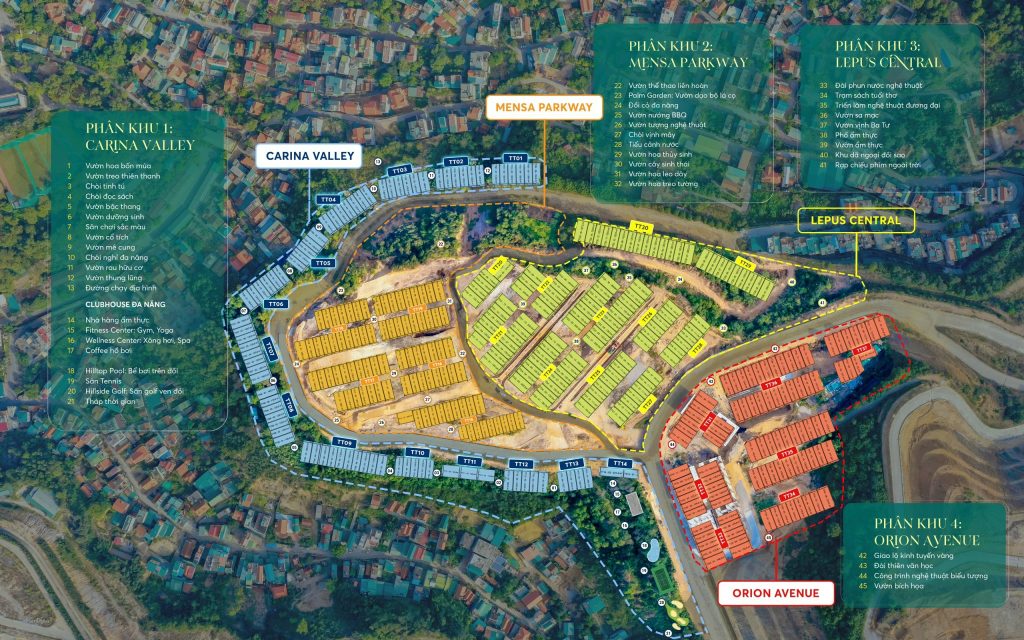 PHÂN KHU 1:
CARINA VALLEY
1 Vườn hoa bốn mùa
2 Vườn treo thiên thanh
3 Chòi tinh tú
4 Chòi đọc sách
5 Vườn bậc thang
6 Vườn dưỡng sinh
7 Sân chơi sắc màu
8 Vườn cổ tích
9 Vườn mê cung
10 Chòi nghỉ đa năng
11 Vườn rau hữu cơ
12 Vườn thung lũng
13 Đường chạy địa hình
CLUBHOUSE ĐA NĂNG
14 Nhà hàng ẩm thực
15 Fitness Center: Gym, Yoga
16 Wellness Center: Xông hơi, Spa
17 Coffee hồ bơi
18 Hilltop Pool: Bể bơi trên đồi
19 Sân Tennis
20 Hillside Golf: Sân golf ven đồ
21 Tháp thời gian
PHÂN KHU 2:
MENSA PARKWAY
22 Vườn thể thao liên hoàn
23 Palm Garden: Vườn dạo bộ lá cọ
24 Đồi cỏ đa năng
25 Vườn nướng BBQ
26 Vườn tượng nghệ thuật
27 Chòi vịnh mây
28 Tiểu cảnh nước
29 Vườn hoa thủy sinh
30 Vườn cây sinh thái
31 Vườn hoa leo dây
32 Vườn hoa treo tường
PHÂN KHU 3:
LEPUS CENTRAL
33 Đài phun nước nghệ thuật
34 Trạm sách tuổi thơ
35 Triển lãm nghệ thuật đương đại
36 Vườn sa mạc
37 Vườn vịnh Ba Tư
38 Phố ẩm thực
39 Vườn ẩm thực
40 Khu dã ngoại đồi sao
41 Rạp chiếu phim ngoài trời
CARINA VALLEY
MENSA PARKWAY
LEPUS CENTRAL
TT01
TT02
TT03
TT04
TT05
TT06
TT07
TT08
TT09
TT10
TT11
TT12
TT13
TT14
TT20
TT34
TT35
TT36
ORION AVENUE
PHÂN KHU 4:
ORION AVENUE
42 Giao lộ kinh tuyến vàng
43 Đài thiên văn học
44 Công trình nghệ thuật biểu tượng
45 Vườn bích họa